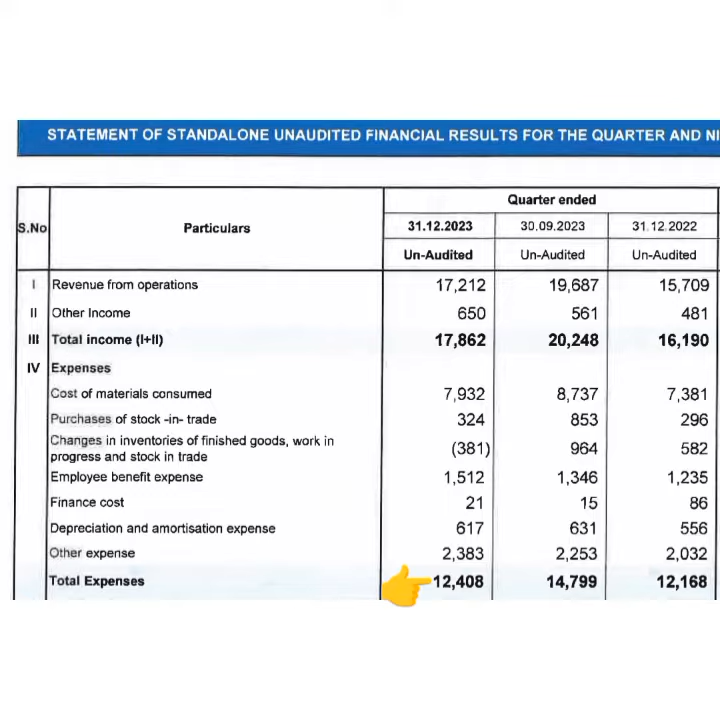 STATEMENT OF STANDALONE UNAUDITED FINANCIAL RESULTS FOR THE QUARTER AND NI
Quarter ended
S.No Particulars 31.12.2023 30.09.2023 31.12.2022
Un-Audited Un-Audited Un-Audited
I Revenue from operations 17,212 19,687 15,709
II Other Income 650 561 481
III Total income (I+II) 17,862 20,248 16,190
IV Expenses
Cost of materials consumed 7,932 8,737 7,381
Purchases of stock -in- trade 324 853 296
Changes in inventories of finished goods, work in
progress and stock in trade (381) 964 582
Employee benefit expense 1,512 1,346 1,235
Finance cost 21 15 86
Depreciation and amortisation expense 617 631 556
Other expense 2,383 2,253 2,032
Total Expenses 12,408 14,799 12,168